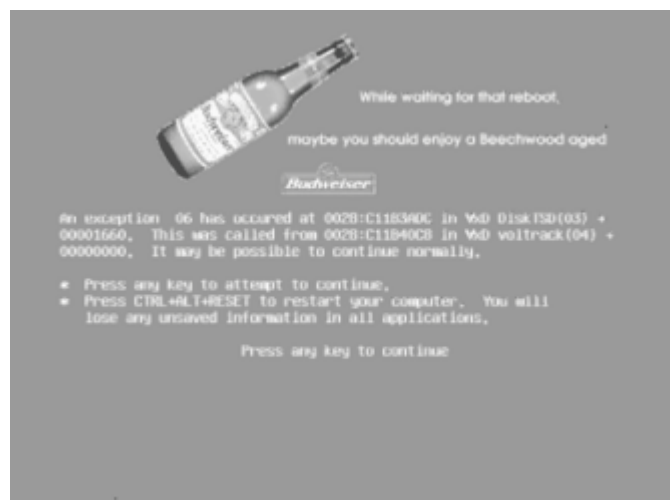 While waiting for that reboot,
maybe you should enjoy a Beechwood aged
Budweiser
Budweiser
An exception 06 has occured at 0028:C11B3ADC in VxD DiskTSD(03) +
00001660. This was called from 0028:C11B40C8 in VxD voltrack(04) +
00000000. It may be possible to continue normally.
* Press any key to attempt to continue.
* Press CTRL+ALT+RESET to restart your computer. You will
lose any unsaved information in all applications.
Press any key to continue